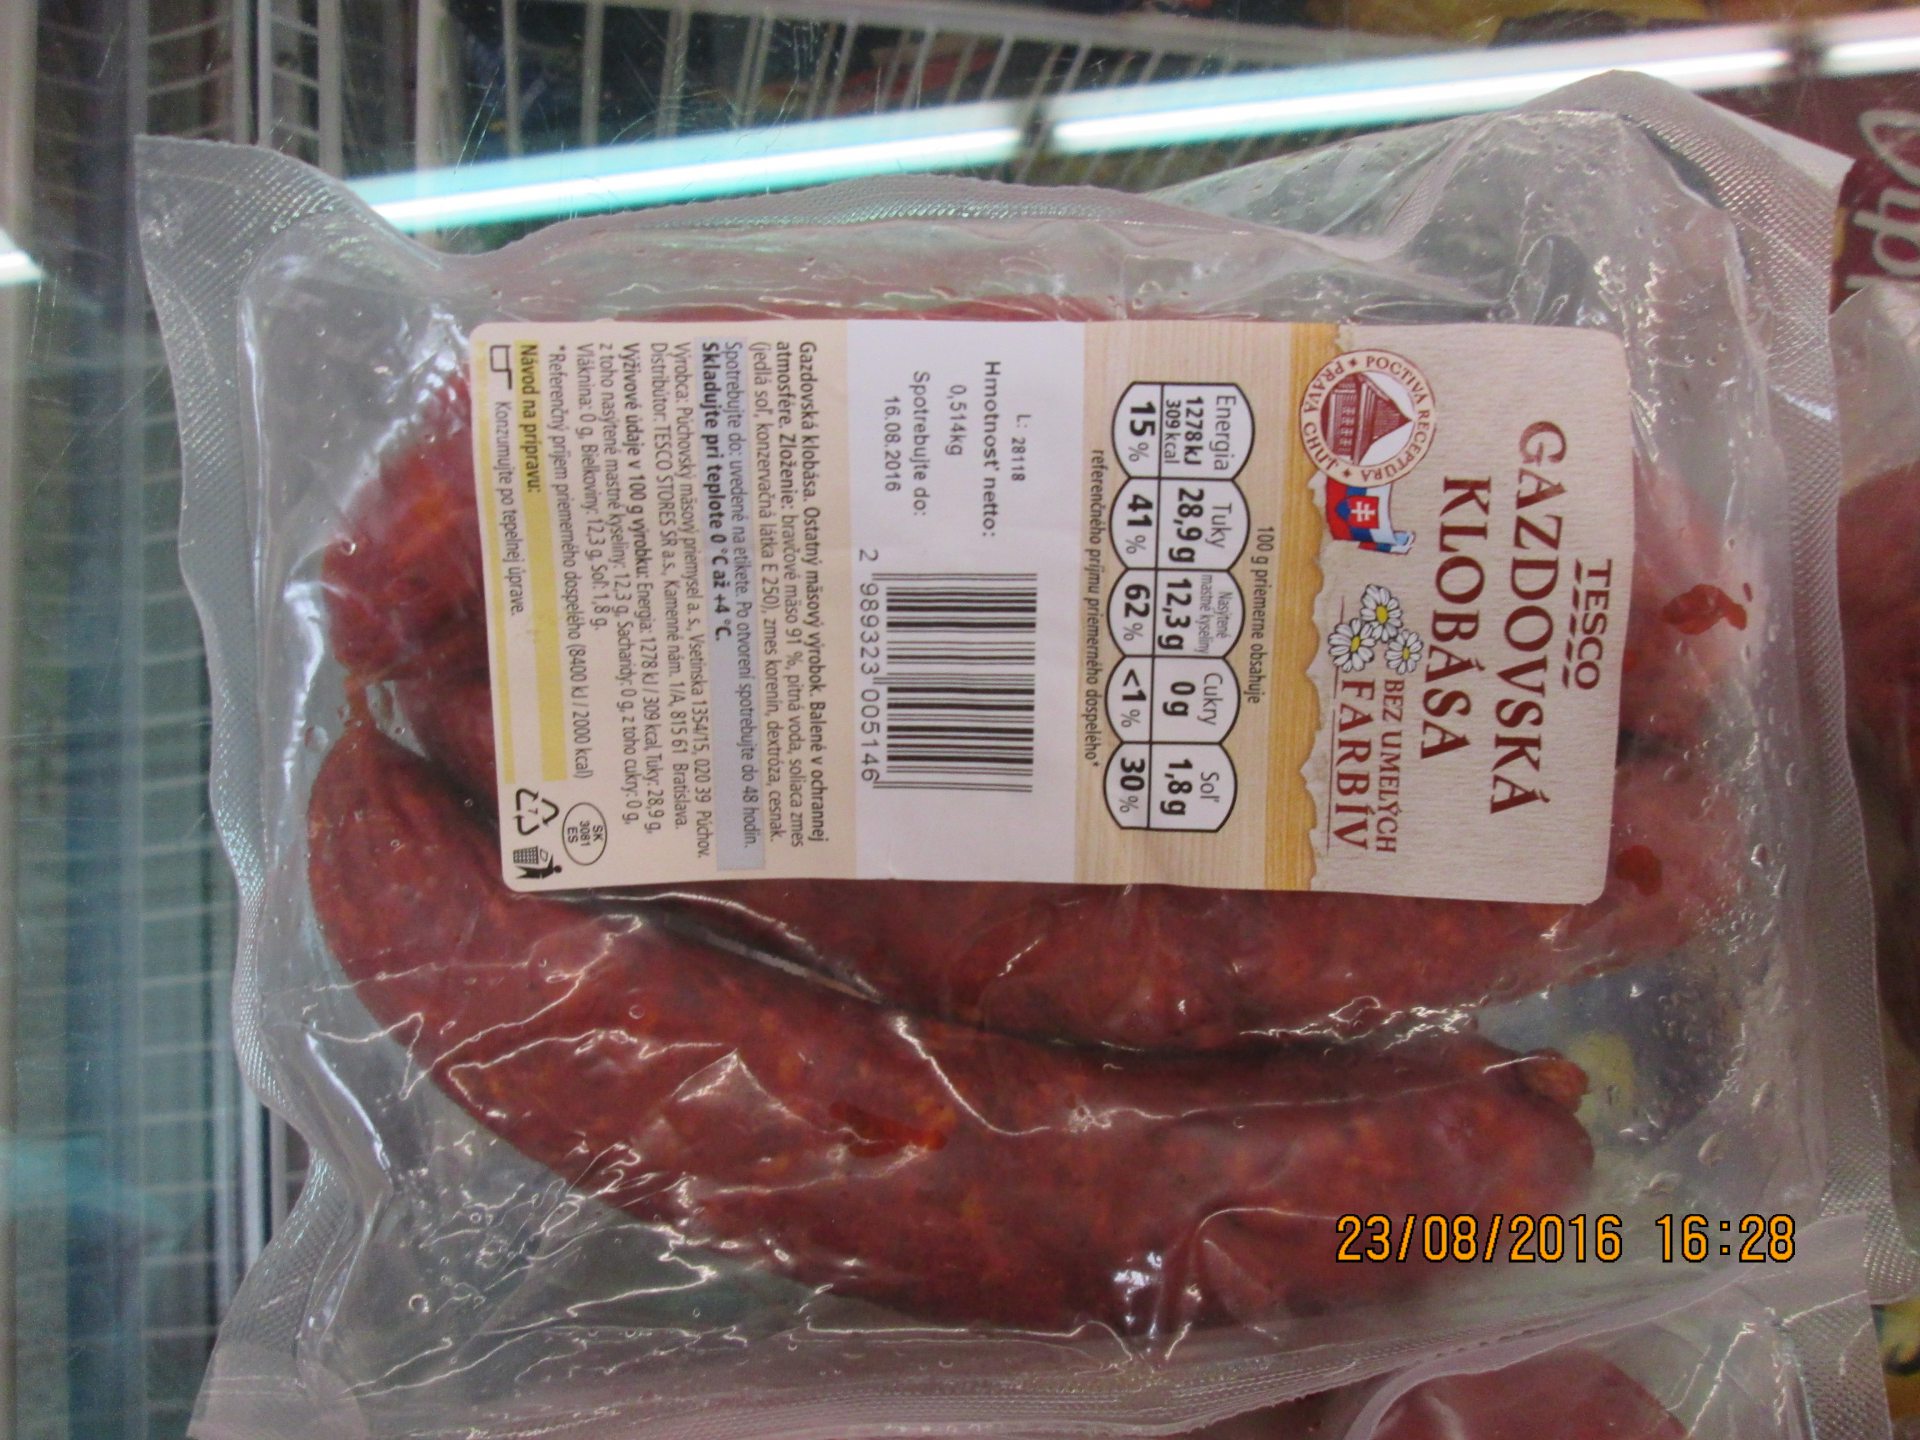 TESCO
GAZDOVSKÁ
KLOBÁSA
POCTIVÁ RECEPTÚRA
PRAVÁ CHUŤ
BEZ UMELÝCH
FARBÍV
100 g priemerne obsahuje
Energia
1278 kJ
309 kcal
15 %
Tuky
28,9 g
41 %
Nasýtené
mastné kyseliny
12,3 g
62 %
Cukry
0 g
<1 %
Soľ
1,8 g
30 %
referenčného príjmu priemerného dospelého*
L: 28118
Hmotnosť netto:
0,514kg
Spotrebujte do:
16.08.2016
2 989323 005146
Gazdovská klobása. Ostatný mäsový výrobok. Balené v ochrannej
atmosfére. Zloženie: bravčové mäso 91 %, pitná voda, soliaca zmes
(jedlá soľ, konzervačná látka E 250), zmes korenín, dextróza, cesnak.
Spotrebujte do: uvedené na etikete. Po otvorení spotrebujte do 48 hodín.
Skladujte pri teplote 0 °C až +4 °C.
Výrobca: Púchovský mäsový priemysel a. s., Vsetínska 1354/15, 020 39 Púchov.
Distribútor: TESCO STORES SR a.s., Kamenné nám. 1/A, 815 61 Bratislava.
Výživové údaje v 100 g výrobku: Energia: 1278 kJ / 309 kcal, Tuky: 28,9 g,
z toho nasýtené mastné kyseliny: 12,3 g, Sacharidy: 0 g, z toho cukry: 0 g,
Vláknina: 0 g, Bielkoviny: 12,3 g, Soľ: 1,8 g.
*Referenčný príjem priemerného dospelého (8400 kJ / 2000 kcal)
SK
3081
ES
Návod na prípravu:
Konzumujte po tepelnej úprave.
7
23/08/2016 16:28